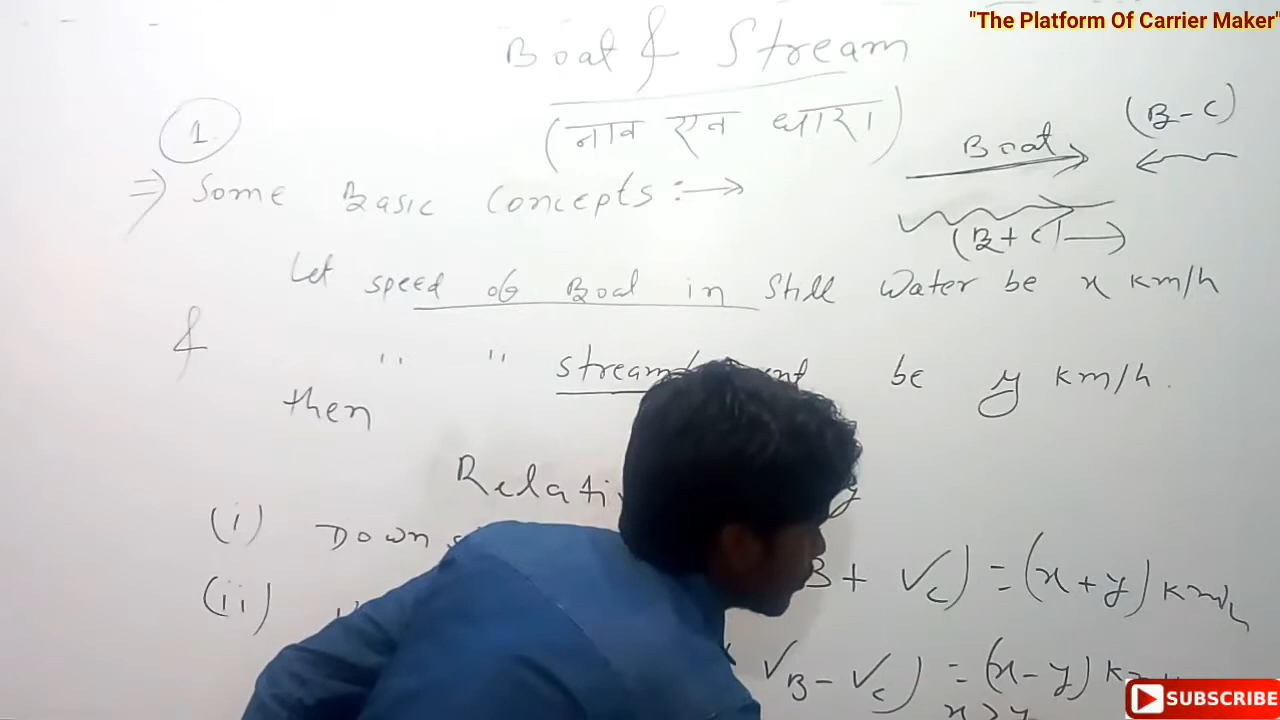 "The Platform Of Carrier Maker"
Boat & Stream
(नाव एव धारा)
1.
Boat
(B-C)
⇒ Some Basic Concepts :→
(B+C) →
Let speed of Boat in Still Water be x km/h
& " " stream be y km/h.
then
Relati
(i) Down
B + Vc) = (x+y) km/h
(ii)
VB - Vc) = (x-y) k
x>y
SUBSCRIBE